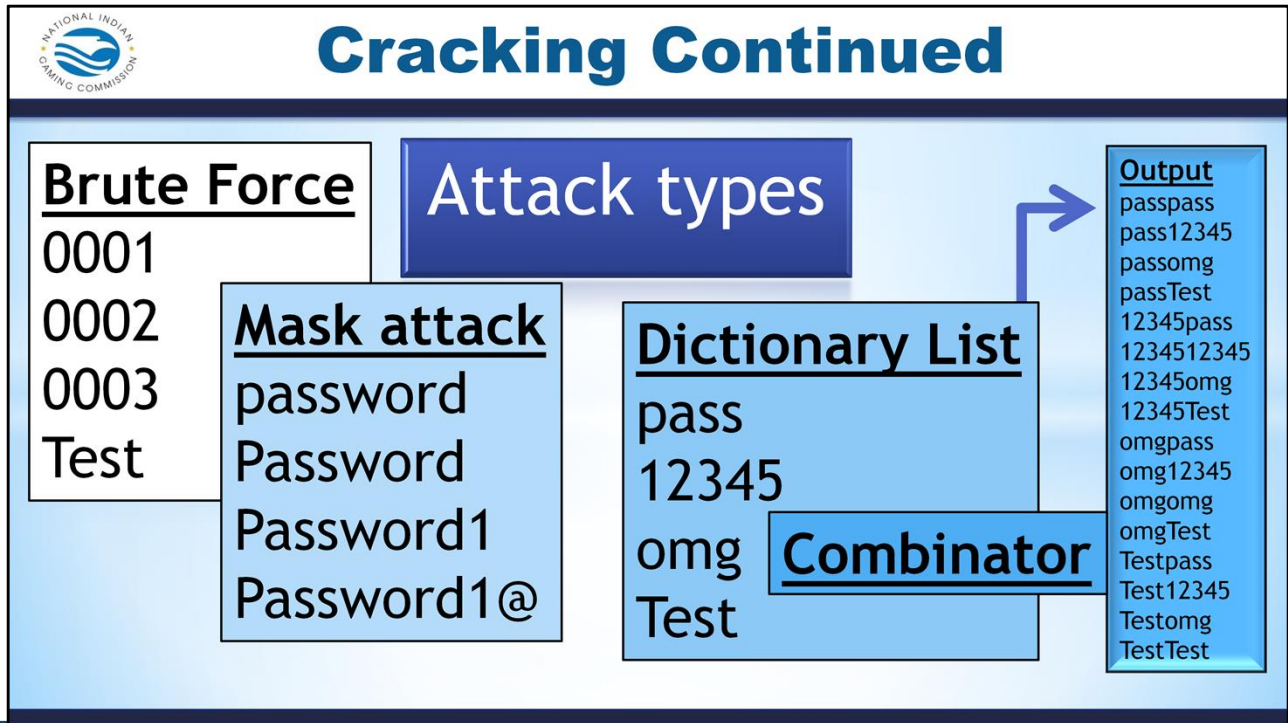 NATIONAL INDIAN
GAMING COMMISSION
Cracking Continued
Brute Force
0001
0002
0003
Test
Attack types
Mask attack
password
Password
Password1
Password1@
Dictionary List
pass
12345
omg
Test
Combinator
Output
passpass
pass12345
passomg
passTest
12345pass
1234512345
12345omg
12345Test
omgpass
omg12345
omgomg
omgTest
Testpass
Test12345
Testomg
TestTest